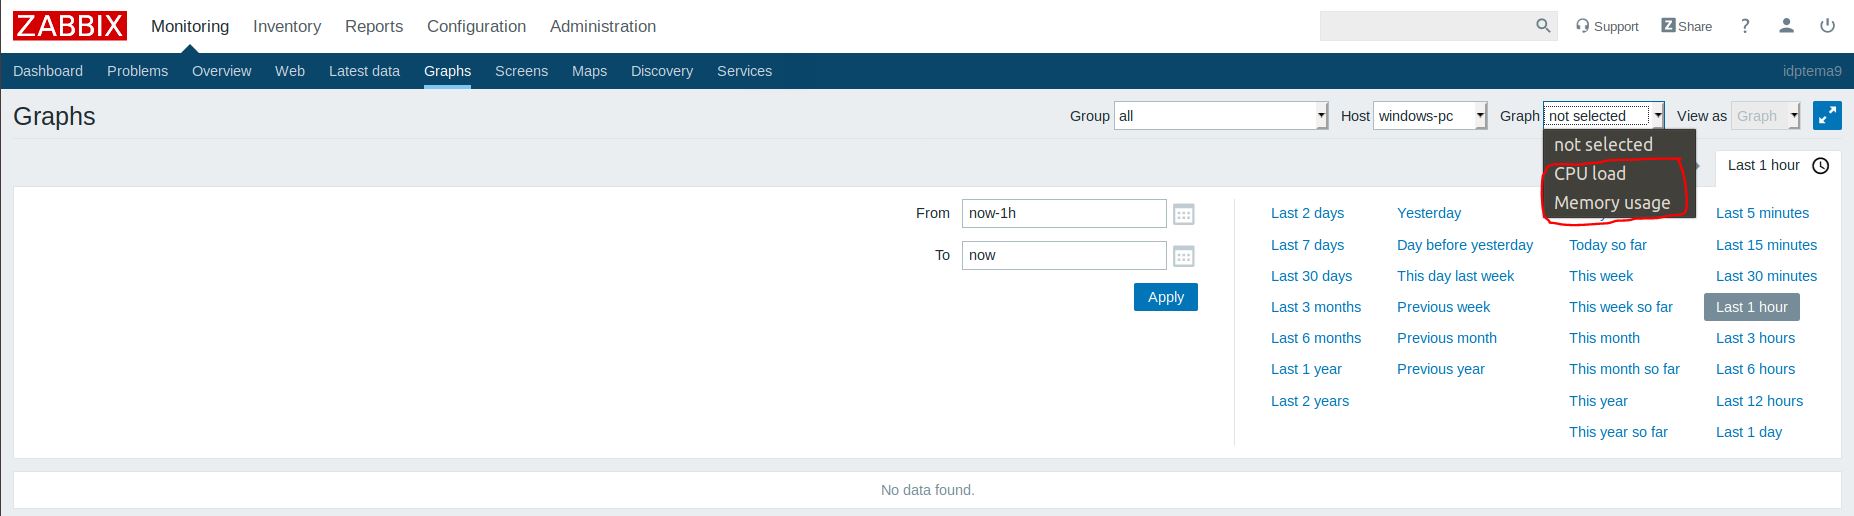 ZABBIX Monitoring Inventory Reports Configuration Administration Support Z Share ?
Dashboard Problems Overview Web Latest data Graphs Screens Maps Discovery Services idptema9
Graphs Group all Host windows-pc Graph not selected View as Graph
not selected
CPU load
Memory usage
Last 1 hour
From now-1h
To now
Apply
Last 2 days Yesterday Last 5 minutes
Last 7 days Day before yesterday Today so far Last 15 minutes
Last 30 days This day last week This week Last 30 minutes
Last 3 months Previous week This week so far Last 1 hour
Last 6 months Previous month This month Last 3 hours
Last 1 year Previous year This month so far Last 6 hours
Last 2 years This year Last 12 hours
This year so far Last 1 day
No data found.